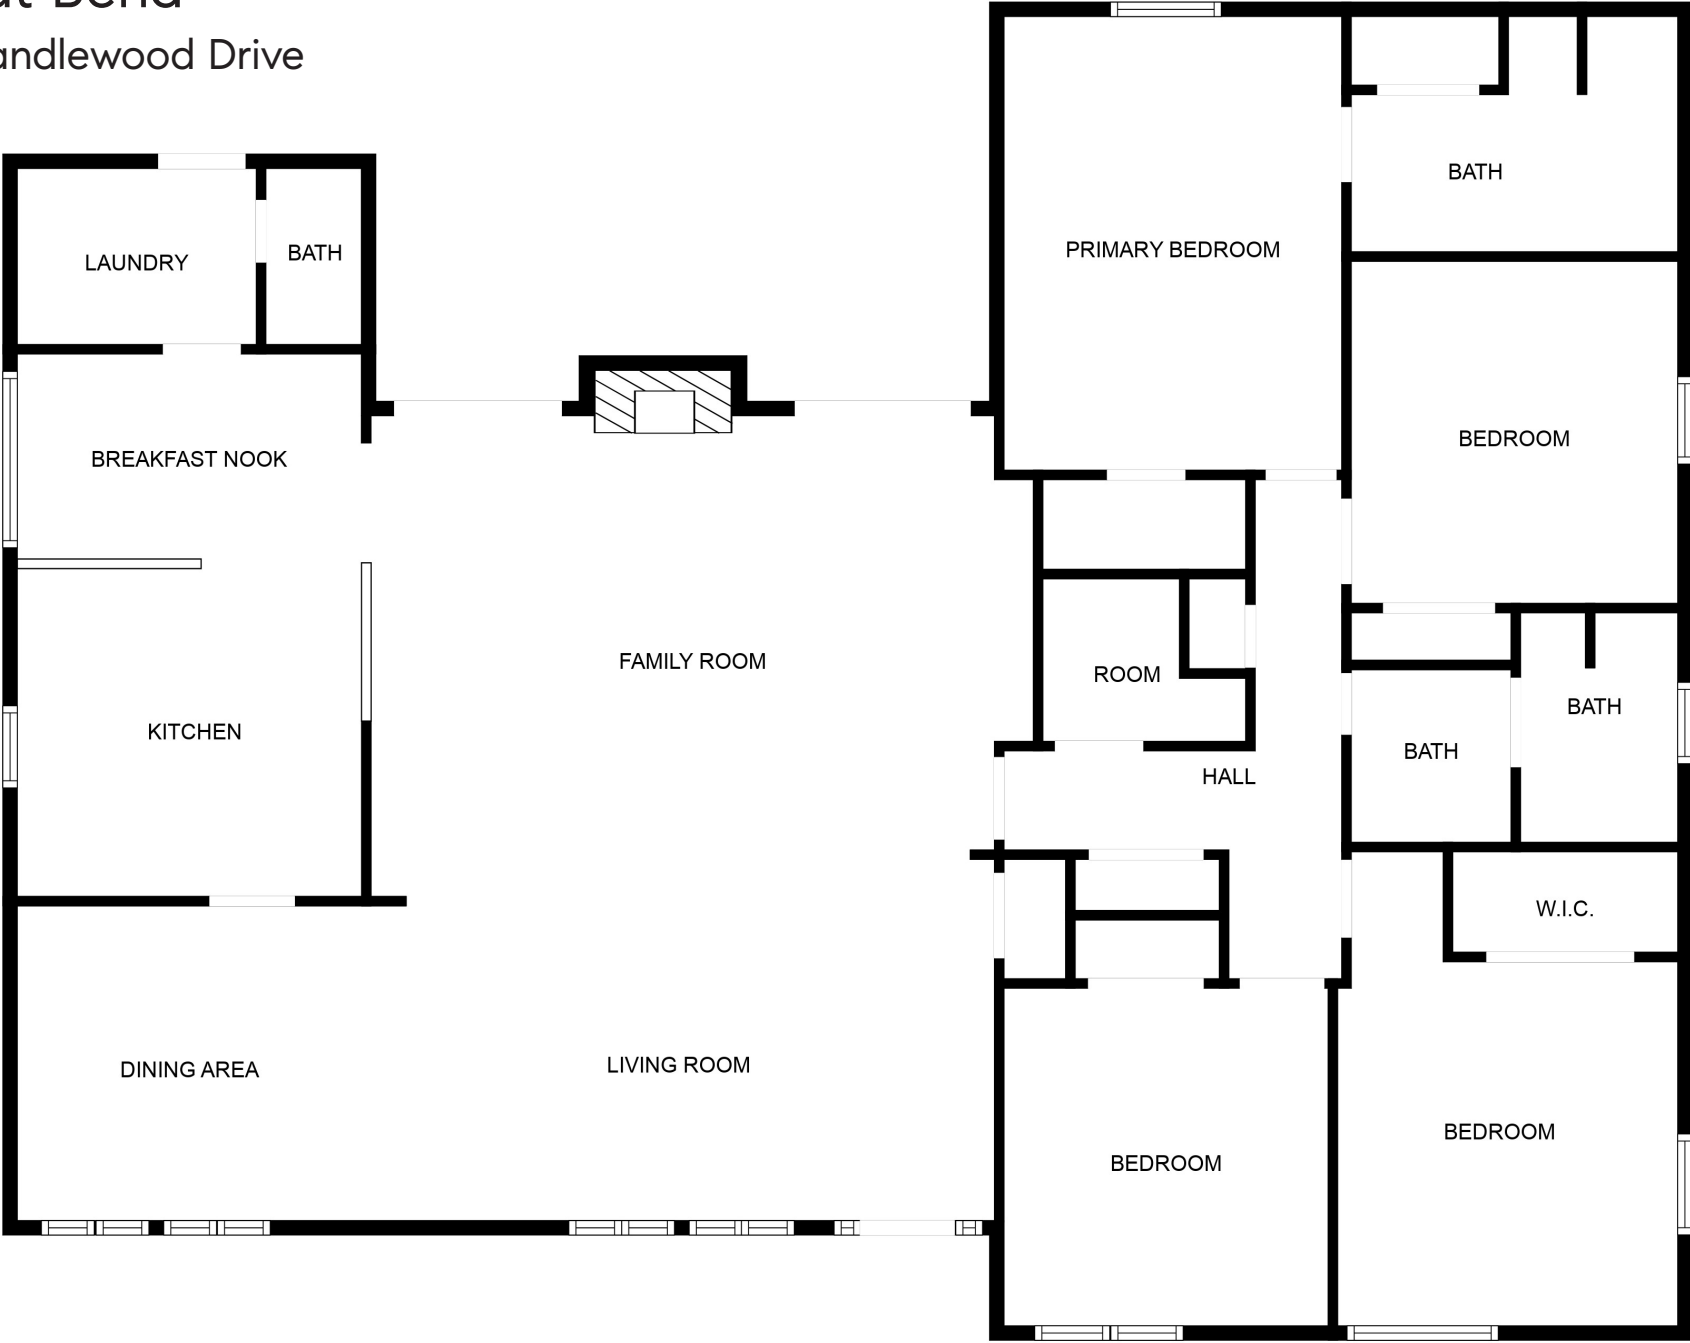 andlewood Drive
BATH
PRIMARY BEDROOM
LAUNDRY
BATH
BREAKFAST NOOK
BEDROOM
FAMILY ROOM
ROOM
BATH
KITCHEN
BATH
HALL
W.I.C.
DINING AREA
LIVING ROOM
BEDROOM
BEDROOM